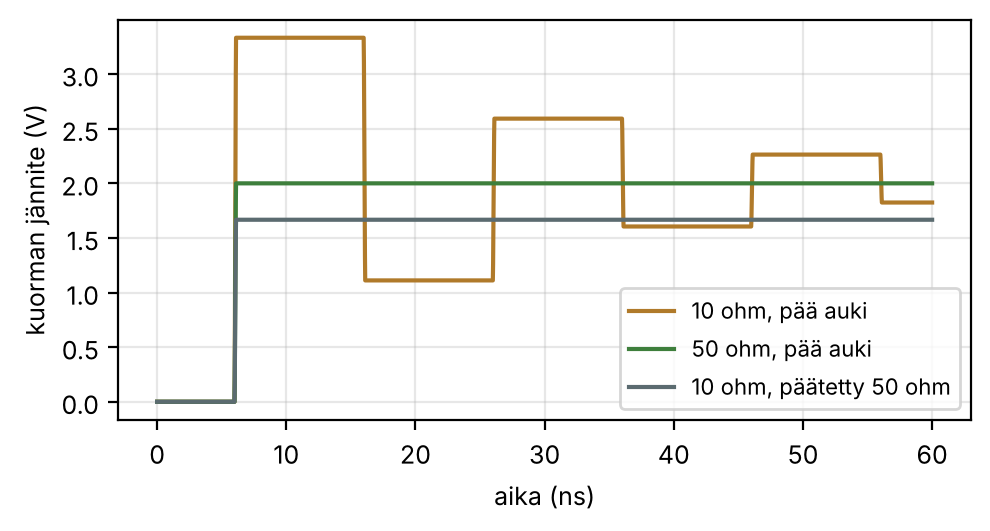 kuorman jännite (V)
3.0
2.5
2.0
1.5
1.0
0.5
0.0
10 ohm, pää auki
50 ohm, pää auki
10 ohm, päätetty 50 ohm
0 10 20 30 40 50 60
aika (ns)